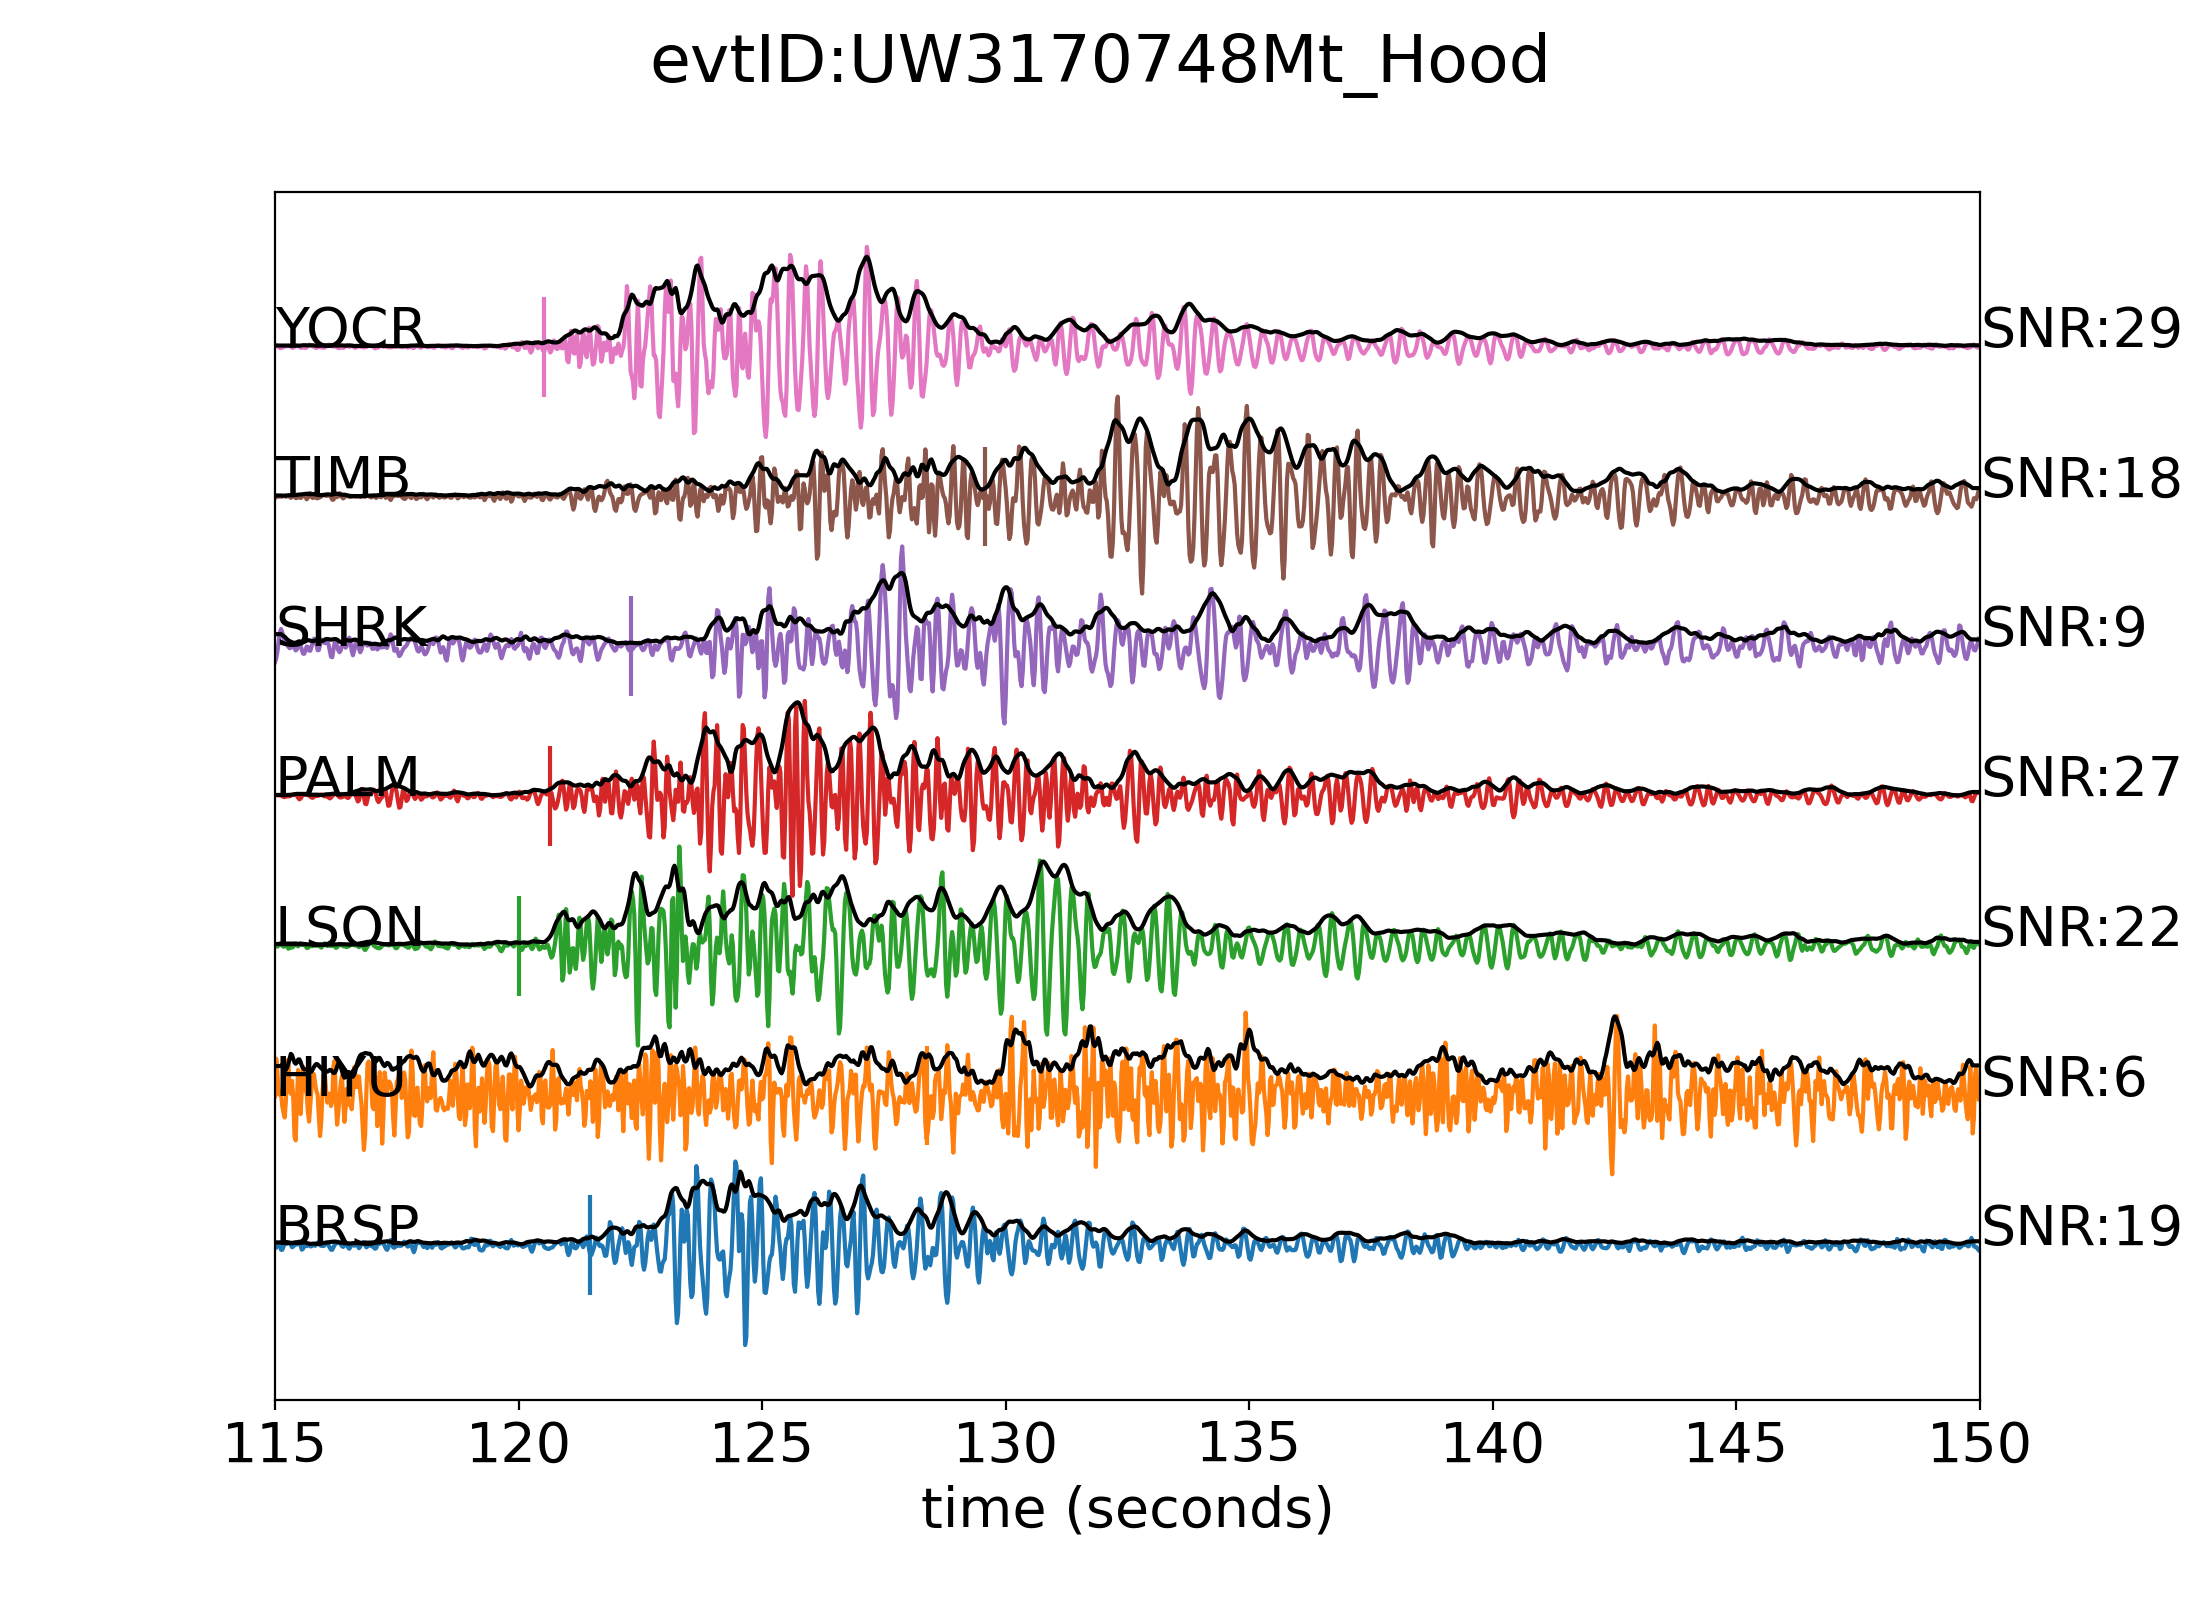 evtID:UW3170748Mt_Hood
YOCR SNR:29
TIMB SNR:18
SHRK SNR:9
PALM SNR:27
LSON SNR:22
HIYU SNR:6
BRSP SNR:19
115 120 125 130 135 140 145 150
time (seconds)